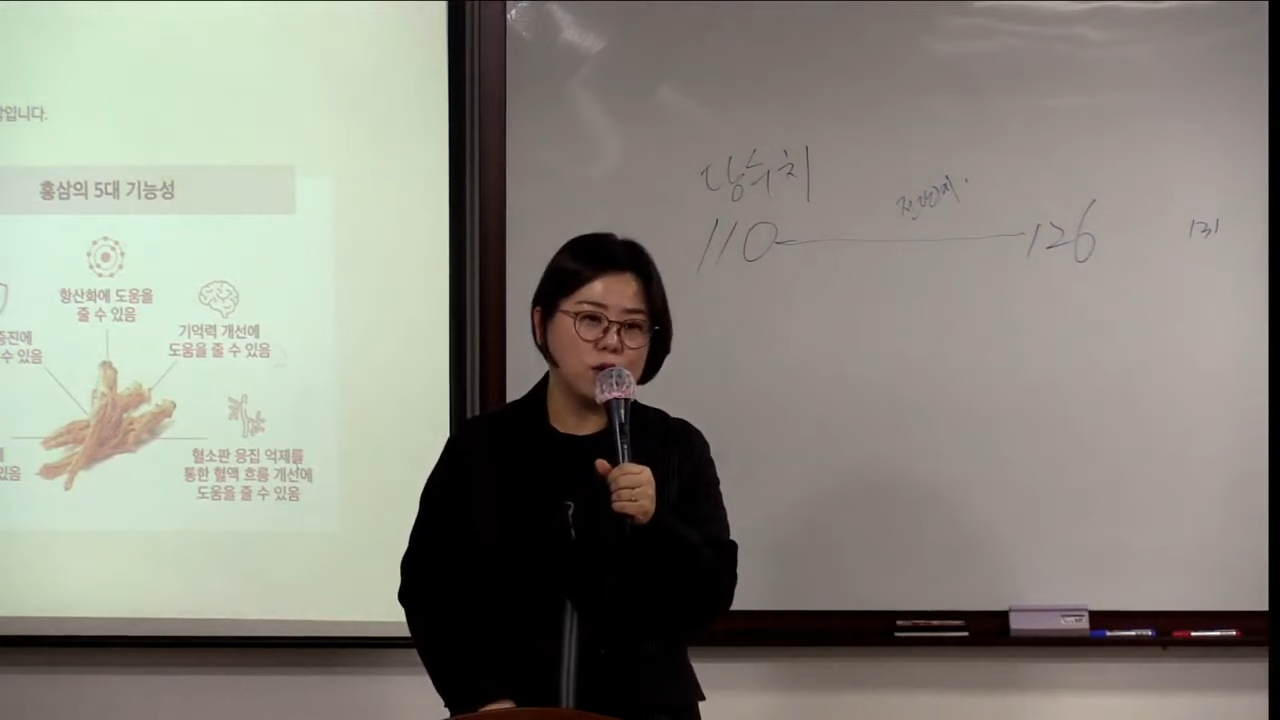 합입니다.
홍삼의 5대 기능성
항산화에 도움을
줄 수 있음
증진에
수 있음
기억력 개선에
도움을 줄 수 있음
있음
혈소판 응집 억제를
통한 혈액 흐름 개선에
도움을 줄 수 있음
당수치
전단계
110 126 131